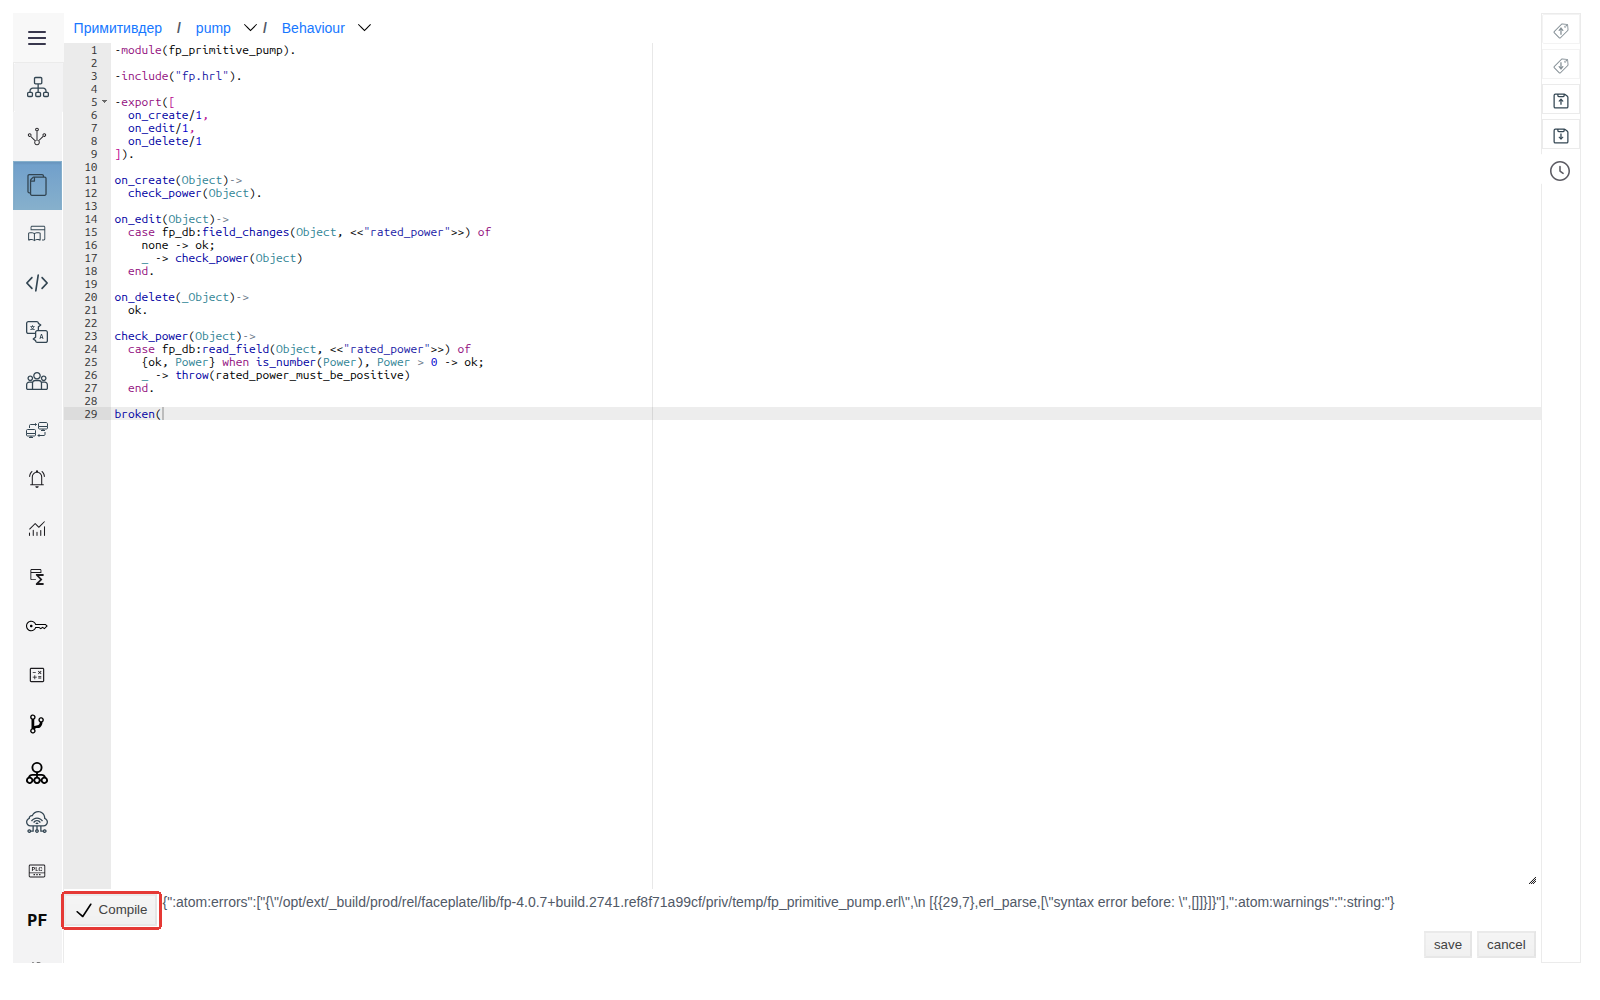 Примитивдер / pump / Behaviour
1 -module(fp_primitive_pump).
2
3 -include("fp.hrl").
4
5 -export([
6 on_create/1,
7 on_edit/1,
8 on_delete/1
9 ]).
10
11 on_create(Object)->
12 check_power(Object).
13
14 on_edit(Object)->
15 case fp_db:field_changes(Object, <<"rated_power">>) of
16 none -> ok;
17 _ -> check_power(Object)
18 end.
19
20 on_delete(_Object)->
21 ok.
22
23 check_power(Object)->
24 case fp_db:read_field(Object, <<"rated_power">>) of
25 {ok, Power} when is_number(Power), Power > 0 -> ok;
26 _ -> throw(rated_power_must_be_positive)
27 end.
28
29 broken(
PLC
PF
Compile {":atom:errors":["{\"/opt/ext/_build/prod/rel/faceplate/lib/fp-4.0.7+build.2741.ref8f71a99cf/priv/temp/fp_primitive_pump.erl\",\n [{{29,7},erl_parse,[\"syntax error before: \",[]]}]}"],":atom:warnings":":string:"}
save cancel